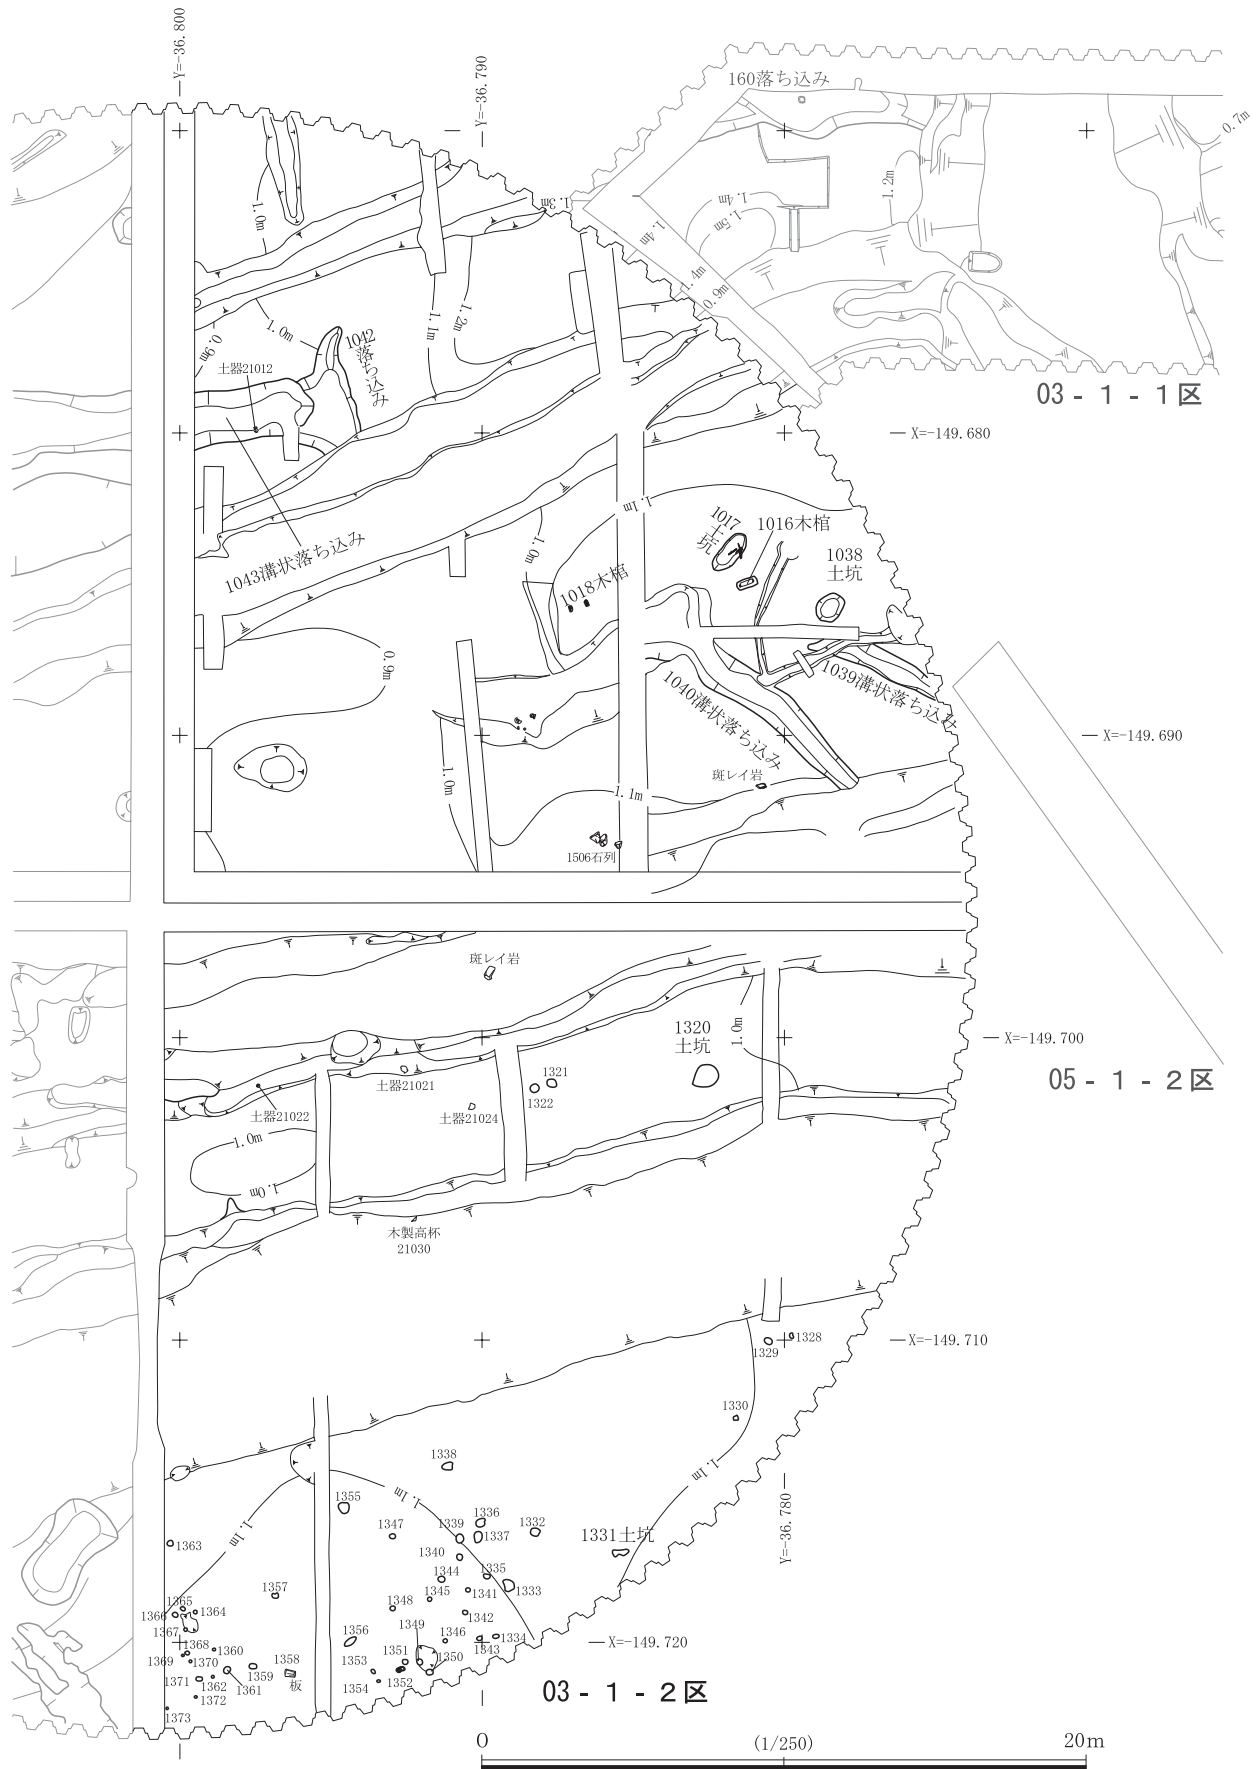 Y=-36.800
Y=-36.790
160落ち込み
0.7m
1.0m
1.3m
1.4m
1.4m
1.5m
1.2m
1.4m
0.9m
1.0m
0.9m
1042
落ち込み
土器21012
1.1m
1.2m
03 - 1 - 1区
X=-149.680
1.1m
1017
土坑
1016木棺
1038
土坑
1.0m
1043溝状落ち込み
1018木棺
0.9m
1040溝状落ち込み
1039溝状落ち込み
X=-149.690
1.0m
斑レイ岩
1.1m
1506石列
斑レイ岩
1320
土坑
1.0m
X=-149.700
土器21021
1321
1322
05 - 1 - 2区
土器21022
土器21024
1.0m
1.0m
木製高杯
21030
1328
1329
X=-149.710
1330
1338
1.1m
1.1m
1.1m
Y=-36.780
1355
1336
1347
1339
1337
1332
1331土坑
1363
1340
1344
1335
1357
1345
1341
1333
1365
1364
1348
1366
1342
1367
1356
1349
1346
1343
1334
X=-149.720
1368
1360
1369
1370
1358
1353
1351
1350
1371
1362
1359
板
1354
1352
1361
1372
1373
03 - 1 - 2区
0
(1/250)
20m